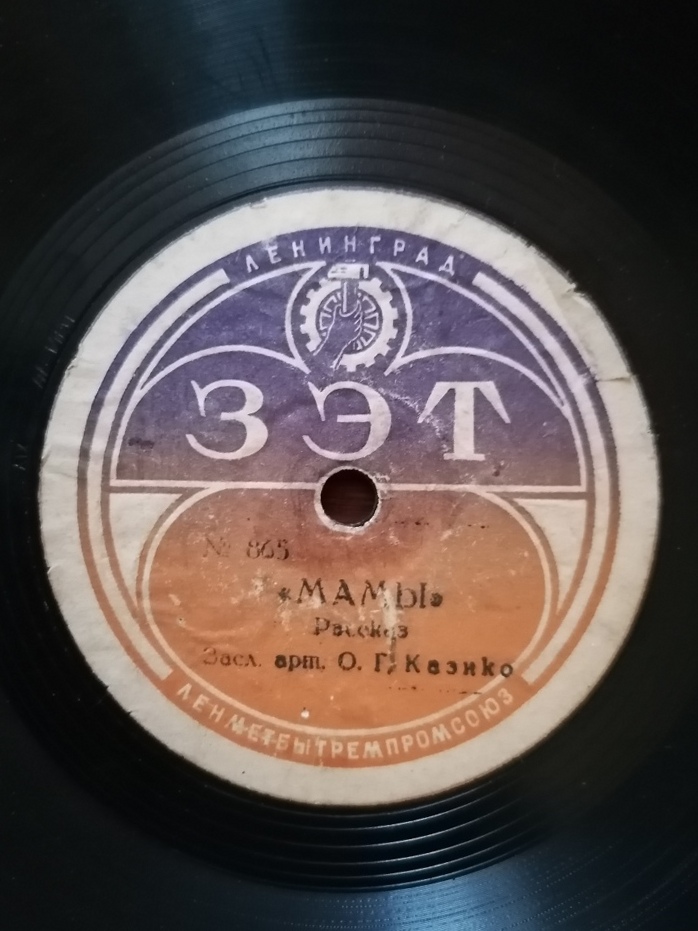 ЛЕНИНГРАД
ЗЭТ
№ 865
«МАМЫ»
Рассказ
Засл. арт. О. Г. Казико
ЛЕНМЕТБЫТРЕМПРОМСОЮЗ